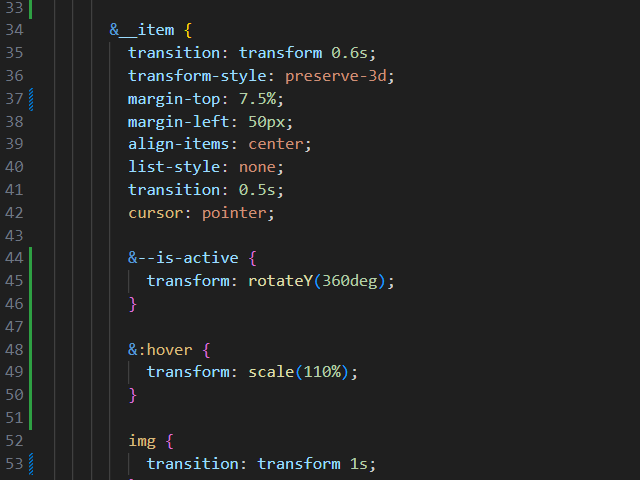 33
34 &__item {
35 transition: transform 0.6s;
36 transform-style: preserve-3d;
37 margin-top: 7.5%;
38 margin-left: 50px;
39 align-items: center;
40 list-style: none;
41 transition: 0.5s;
42 cursor: pointer;
43
44 &--is-active {
45 transform: rotateY(360deg);
46 }
47
48 &:hover {
49 transform: scale(110%);
50 }
51
52 img {
53 transition: transform 1s;